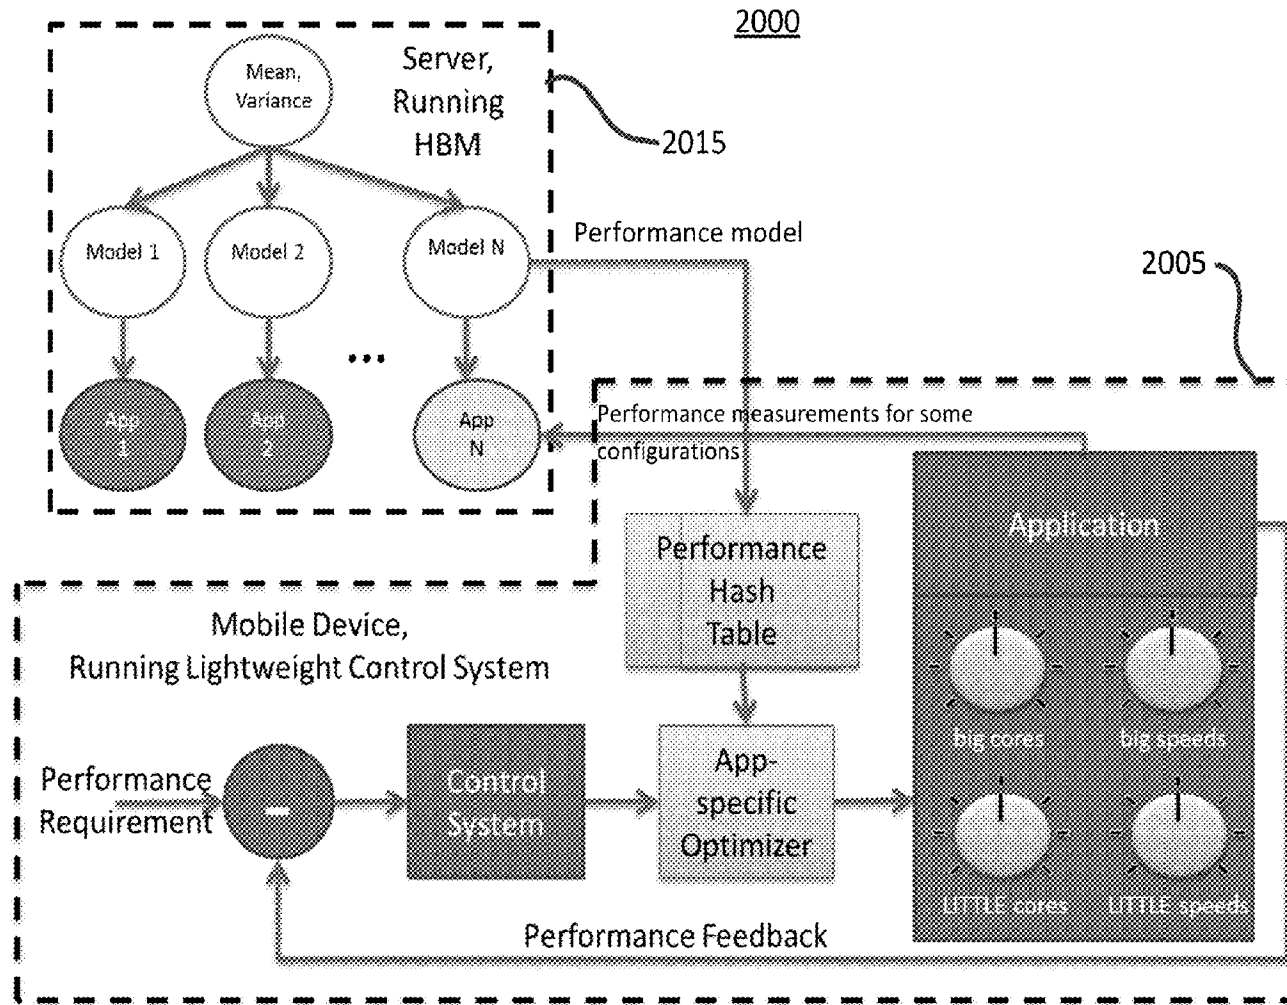 2000
Mean,
Variance
Server,
Running
HBM
2015
Model 1
Model 2
Model N
Performance model
2005
...
App
1
App
2
App
N
Performance measurements for some
configurations
Application
Performance
Hash
Table
Mobile Device,
Running Lightweight Control System
big cores
big speeds
Performance
Requirement
-
Control
System
App-
specific
Optimizer
LITTLE cores
LITTLE speeds
Performance Feedback